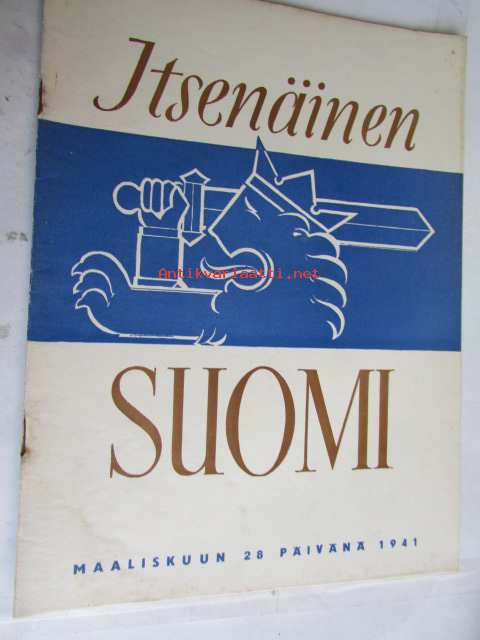 Itsenäinen
Antikvariaatti.net
SUOMI
MAALISKUUN 28 PÄIVÄNÄ 1941